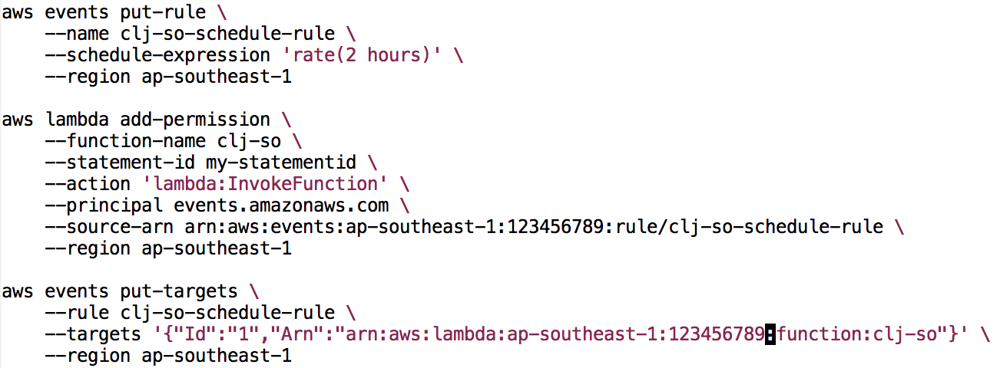 aws events put-rule \
    --name clj-so-schedule-rule \
    --schedule-expression 'rate(2 hours)' \
    --region ap-southeast-1

aws lambda add-permission \
    --function-name clj-so \
    --statement-id my-statementid \
    --action 'lambda:InvokeFunction' \
    --principal events.amazonaws.com \
    --source-arn arn:aws:events:ap-southeast-1:123456789:rule/clj-so-schedule-rule \
    --region ap-southeast-1

aws events put-targets \
    --rule clj-so-schedule-rule \
    --targets '{"Id":"1","Arn":"arn:aws:lambda:ap-southeast-1:123456789:function:clj-so"}' \
    --region ap-southeast-1